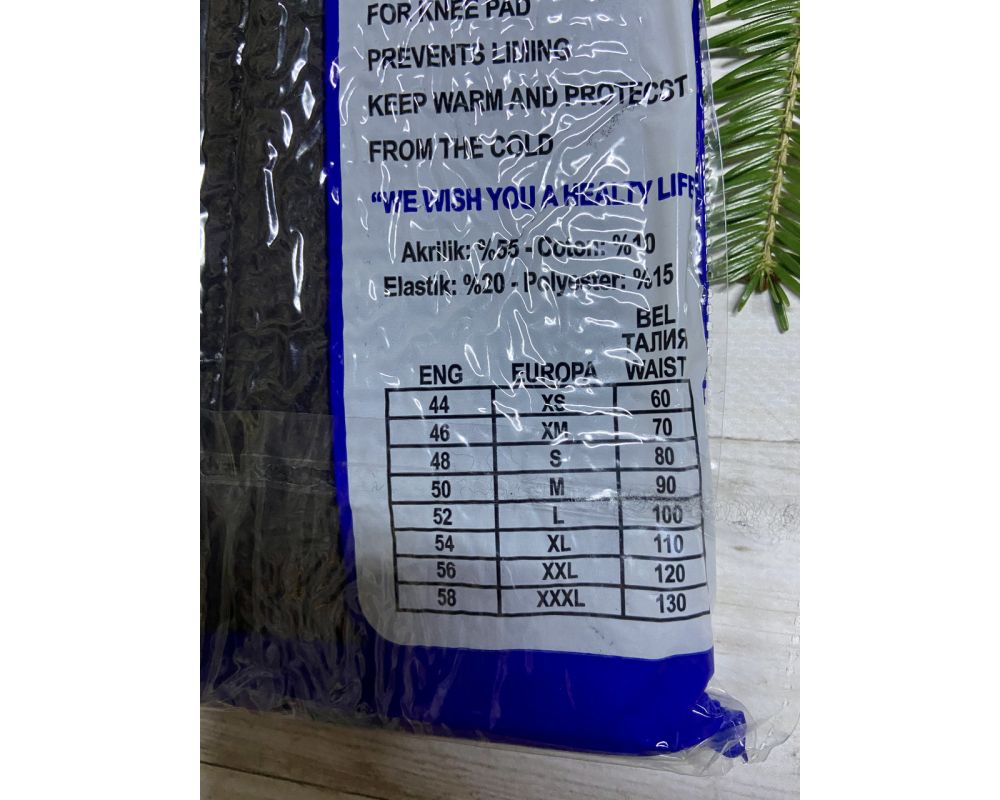 FOR KNEE PAD
PREVENTS LIMING
KEEP WARM AND PROTECST
FROM THE COLD
"WE WISH YOU A HEALTY LIFE
Akrilik: %55 - Coton: %10
Elastik: %20 - Polyester: %15
BEL
ТАЛИЯ
ENG EUROPA WAIST
44 XS 60
46 XM 70
48 S 80
50 M 90
52 L 100
54 XL 110
56 XXL 120
58 XXXL 130